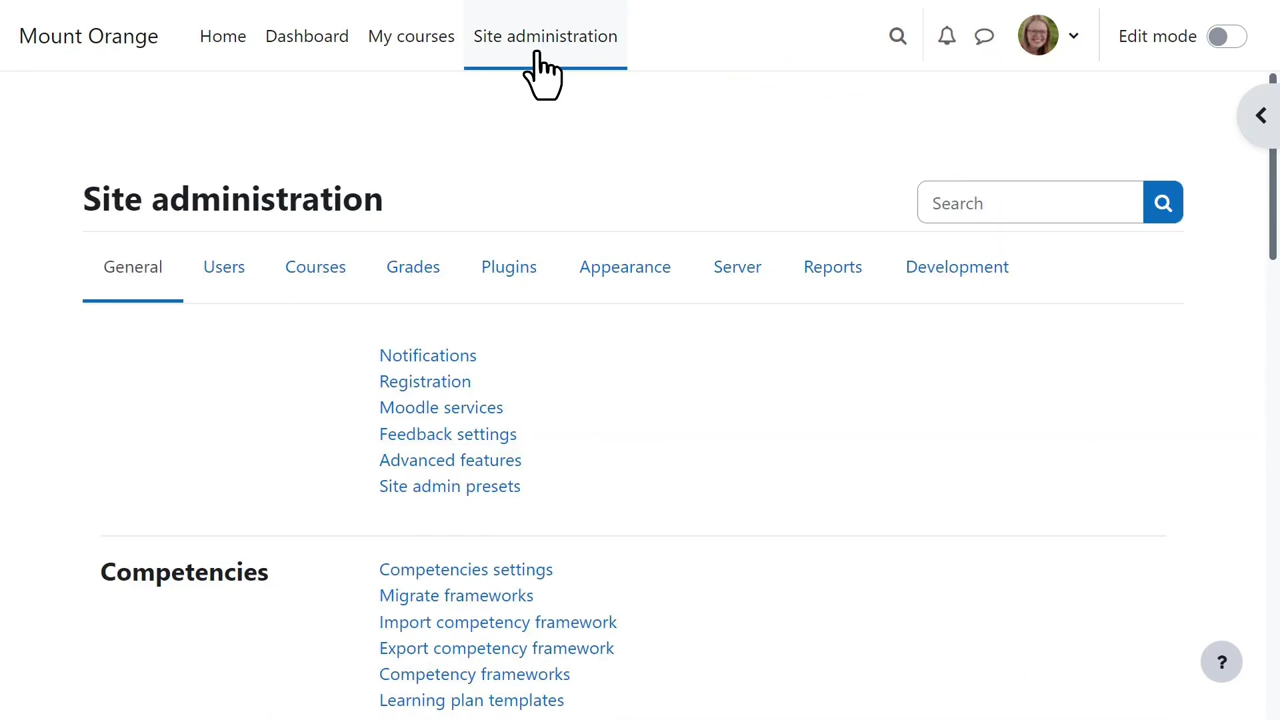 Mount Orange Home Dashboard My courses Site administration Edit mode
Site administration
Search
General Users Courses Grades Plugins Appearance Server Reports Development
Notifications
Registration
Moodle services
Feedback settings
Advanced features
Site admin presets
Competencies
Competencies settings
Migrate frameworks
Import competency framework
Export competency framework
Competency frameworks
Learning plan templates
?